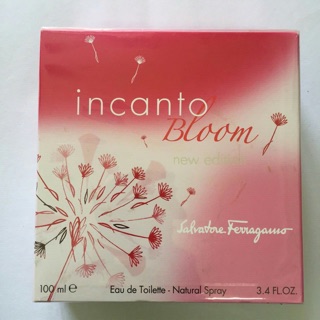 incanto
Bloom
new edition
Salvatore Ferragamo
100 ml e Eau de Toilette - Natural Spray 3.4 FL.OZ.